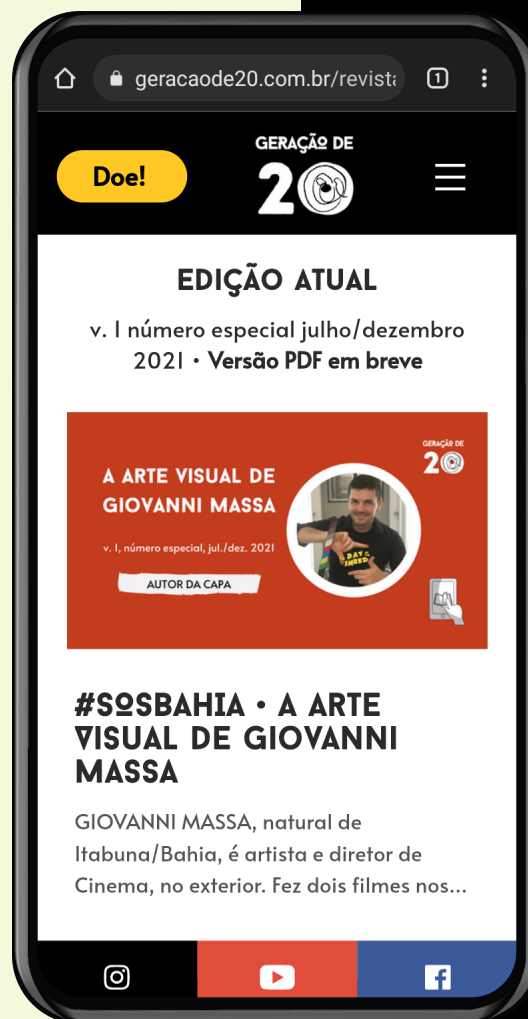 geracaode20.com.br/revista
1
Doe!
GERAÇÃO DE
20
EDIÇÃO ATUAL
v. 1 número especial julho/dezembro
2021 • Versão PDF em breve
GERAÇÃO DE
20
A ARTE VISUAL DE
GIOVANNI MASSA
v. 1, número especial, jul./dez. 2021
AUTOR DA CAPA
DAY
SHRED
#SOSBAHIA • A ARTE
VISUAL DE GIOVANNI
MASSA
GIOVANNI MASSA, natural de
Itabuna/Bahia, é artista e diretor de
Cinema, no exterior. Fez dois filmes nos...